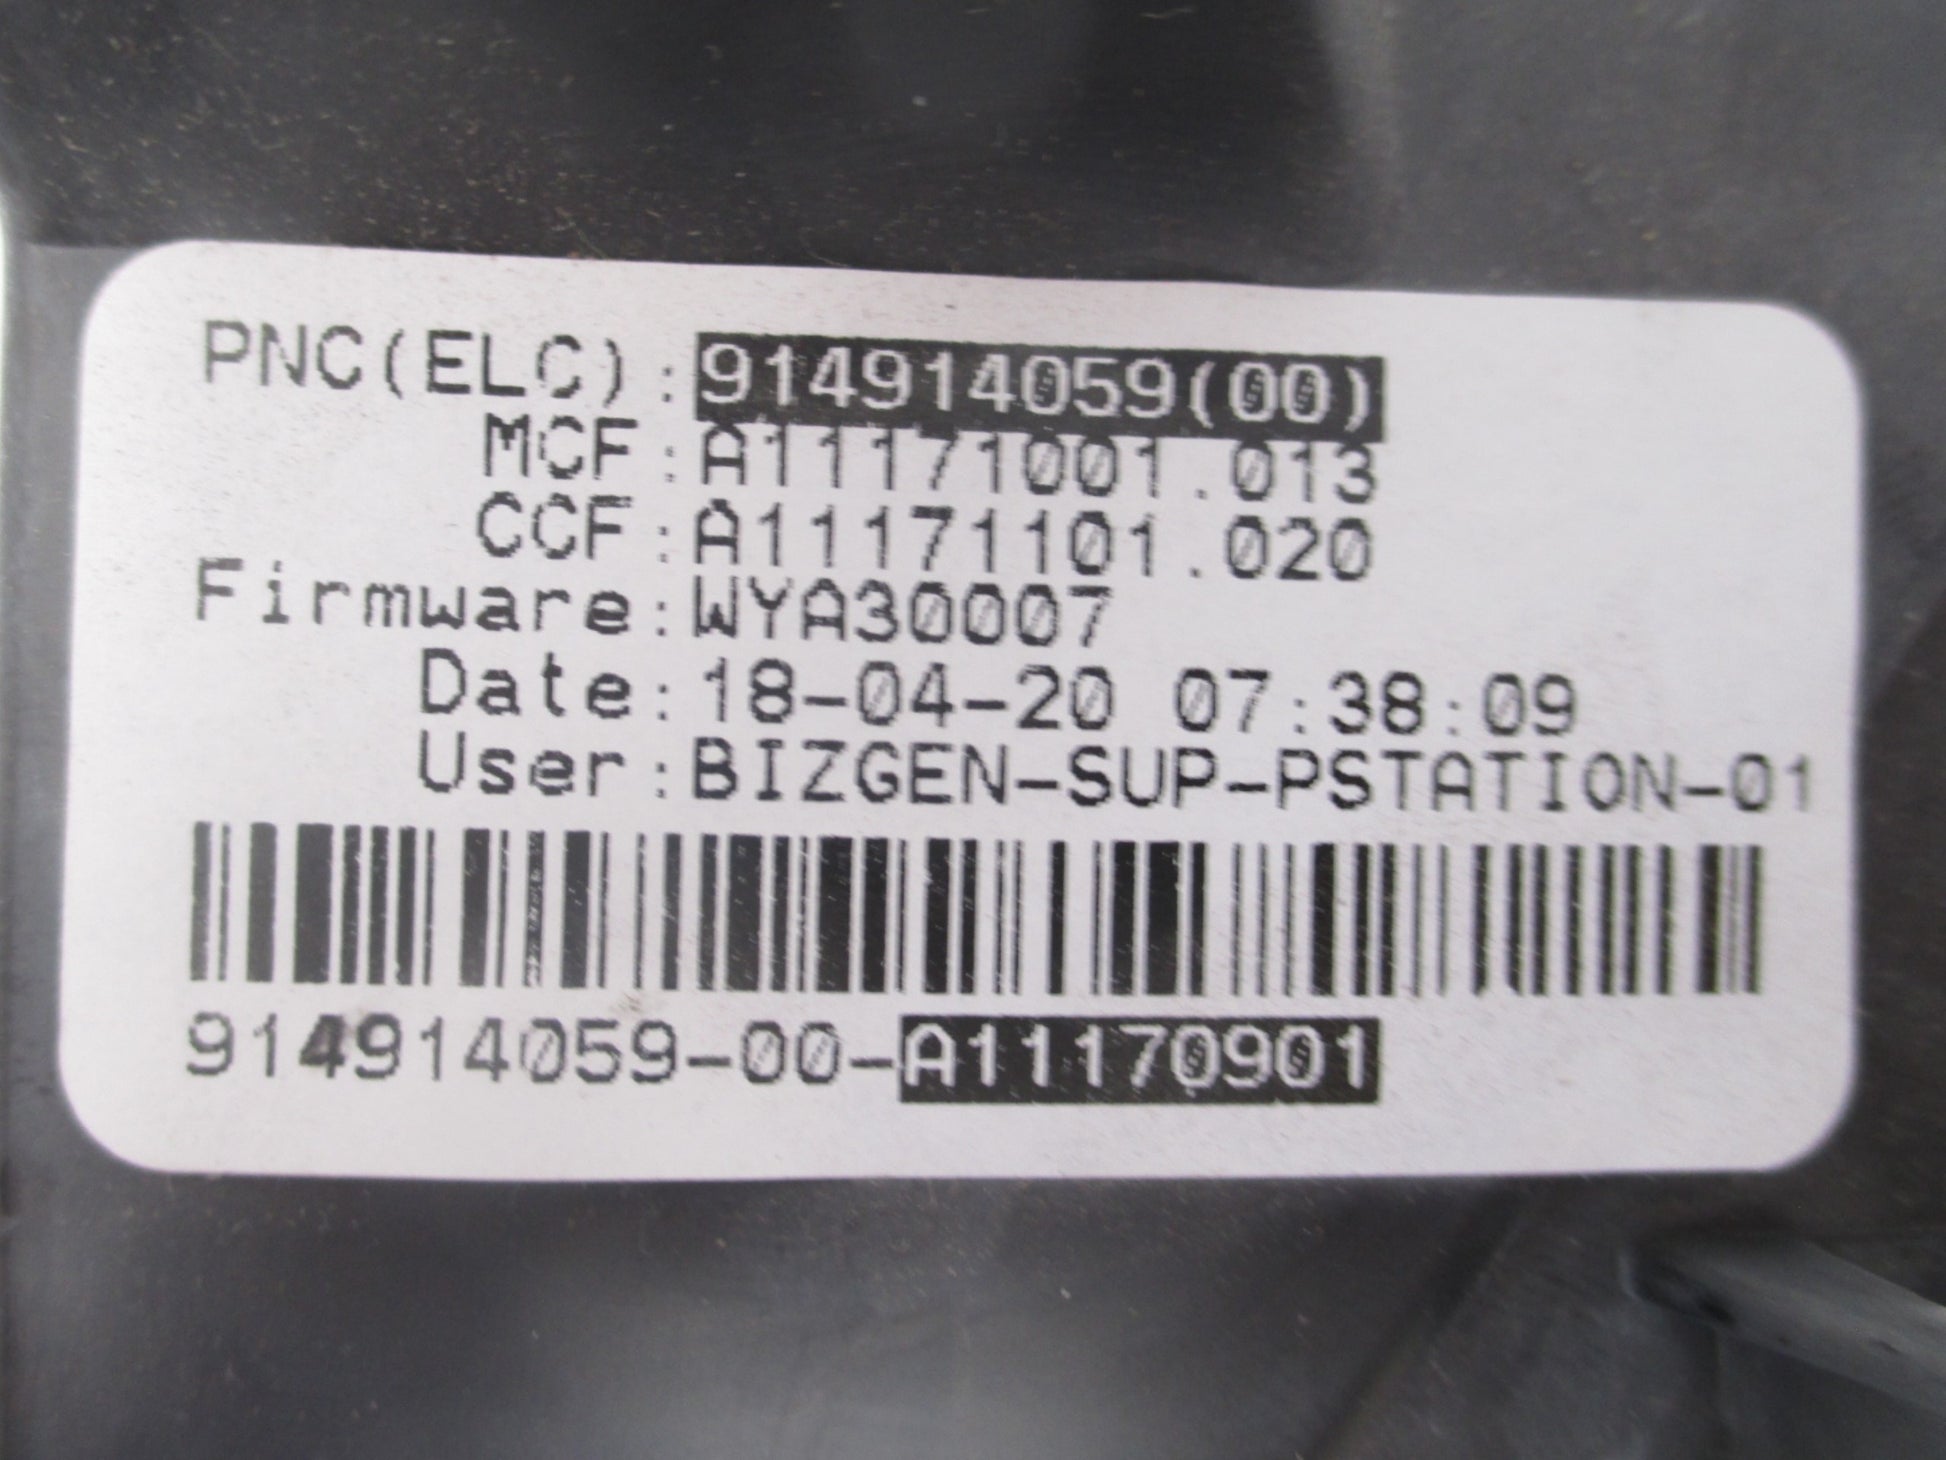 PNC(ELC):914914059(00)
MCF:A11171001.013
CCF:A11171101.020
Firmware:WYA30007
Date:18-04-20 07:38:09
User:BIZGEN-SUP-PSTATION-01
914914059-00-A11170901